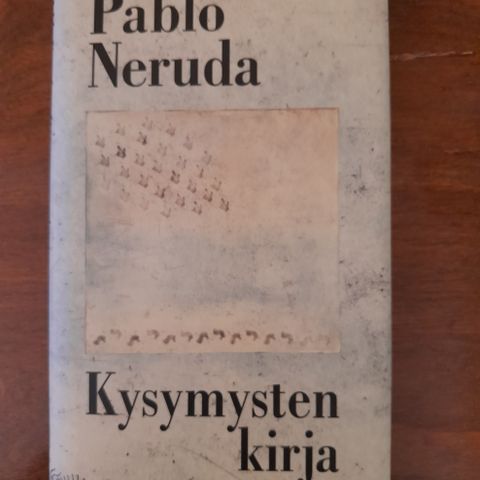 Pablo
Neruda
Kysymysten
kirja